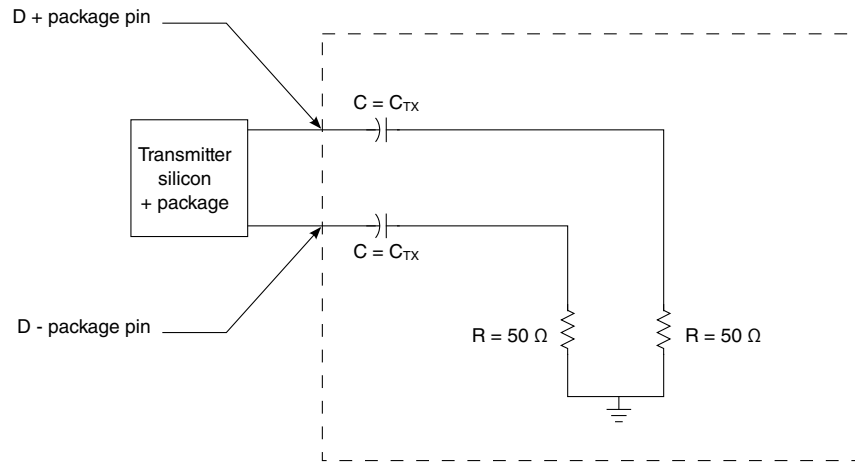 D + package pin
C = CTX
Transmitter
silicon
+ package
C = CTX
D - package pin
R = 50 Ω
R = 50 Ω